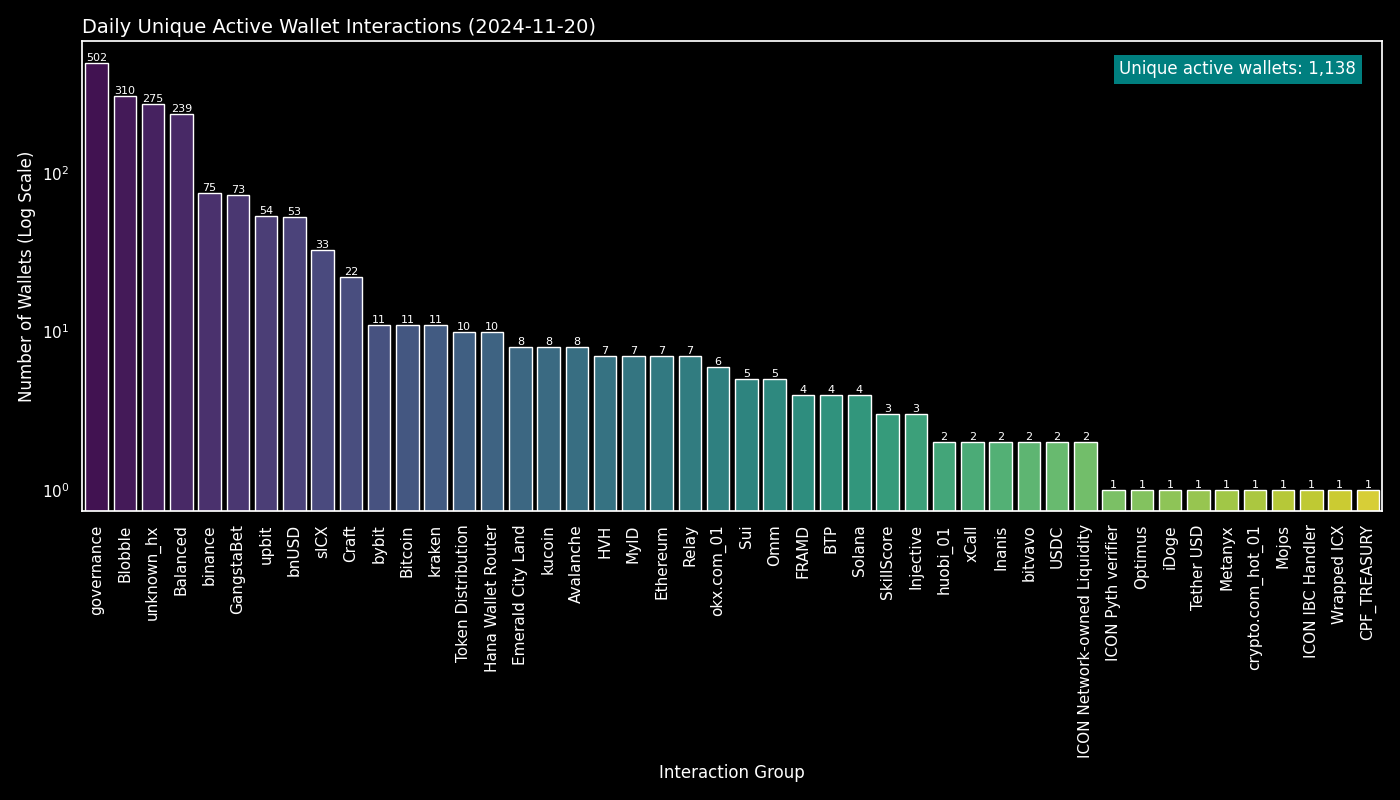 Daily Unique Active Wallet Interactions (2024-11-20)
Unique active wallets: 1,138
Number of Wallets (Log Scale)
10²
10¹
10⁰
502
310
275
239
75
73
54
53
33
22
11
11
11
10
10
8
8
8
7
7
7
7
6
5
5
4
4
4
3
3
2
2
2
2
2
2
1
1
1
1
1
1
1
1
1
1
governance
Blobble
unknown_hx
Balanced
binance
GangstaBet
upbit
bnUSD
sICX
Craft
bybit
Bitcoin
kraken
Token Distribution
Hana Wallet Router
Emerald City Land
kucoin
Avalanche
HVH
MyID
Ethereum
Relay
okx.com_01
Sui
Omm
FRAMD
BTP
Solana
SkillScore
Injective
huobi_01
xCall
Inanis
bitvavo
USDC
ICON Network-owned Liquidity
ICON Pyth verifier
Optimus
iDoge
Tether USD
Metanyx
crypto.com_hot_01
Mojos
ICON IBC Handler
Wrapped ICX
CPF_TREASURY
Interaction Group